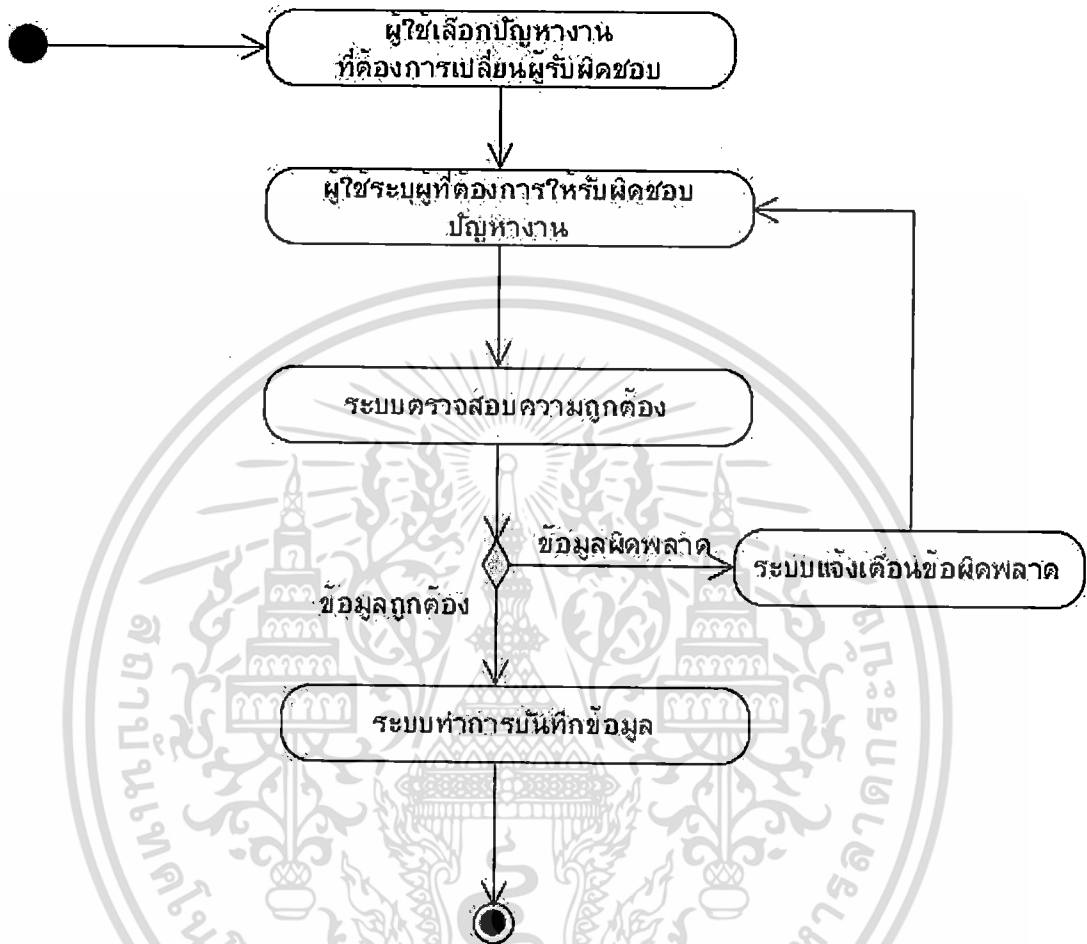 ผู้ใช้เลือกปัญหางาน
ที่ต้องการเปลี่ยนผู้รับผิดชอบ
ผู้ใช้ระบุผู้ที่ต้องการให้รับผิดชอบ
ปัญหางาน
ระบบตรวจสอบความถูกต้อง
ข้อมูลผิดพลาด
ระบบแจ้งเตือนข้อผิดพลาด
ข้อมูลถูกต้อง
ระบบทำการบันทึกข้อมูล